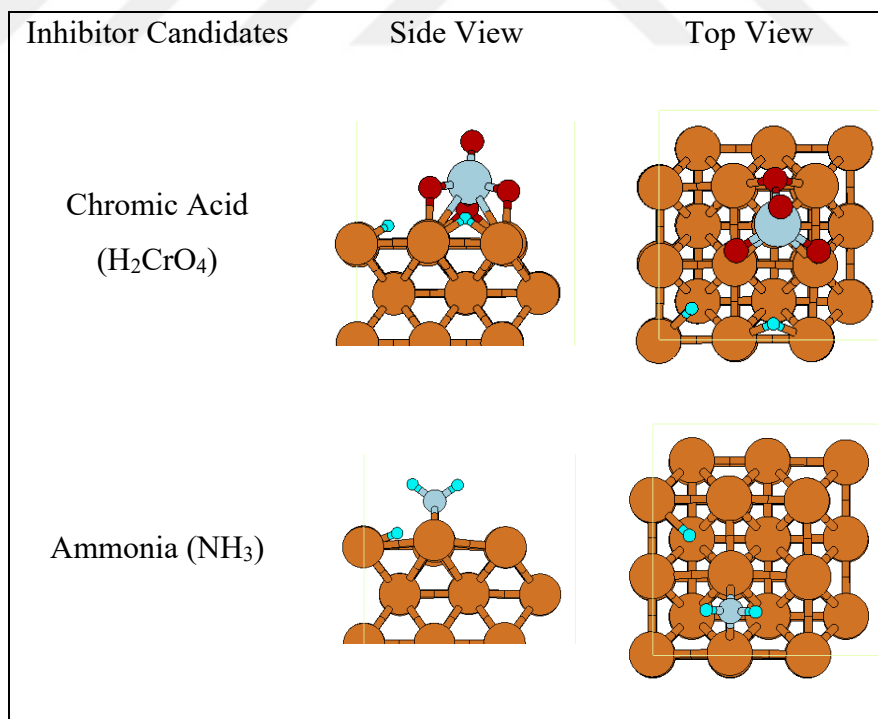 Inhibitor Candidates Side View Top View
Chromic Acid
(H₂CrO₄)
Ammonia (NH₃)